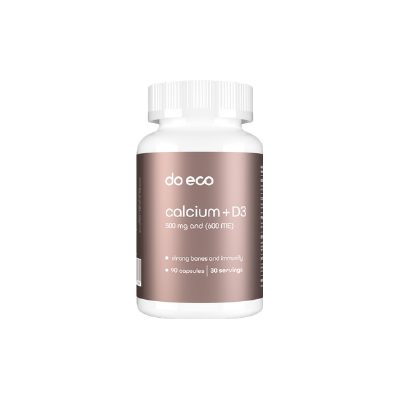 do eco
calcium + D3
500 mg and (600 ME)
strong bones and immunity
90 capsules | 30 servings